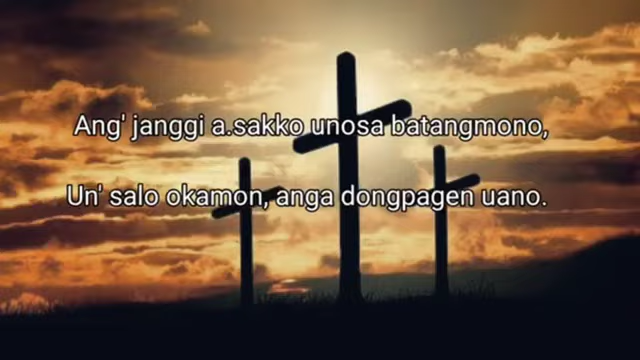 Ang' janggi a.sakko unosa batangmono,
Un' salo okamon, anga dongpagen uano.